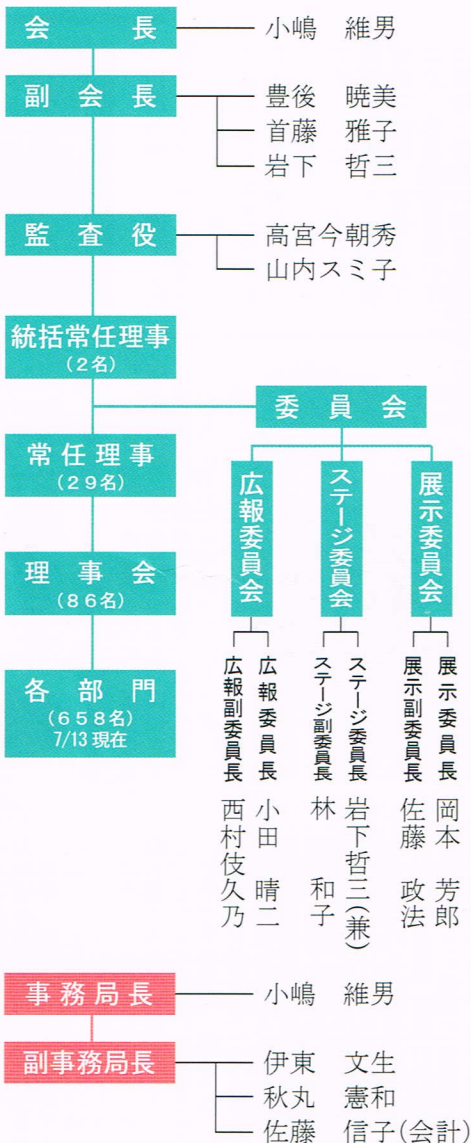 会長
小嶋 維男
副会長
豊後 暁美
首藤 雅子
岩下 哲三
監査役
高宮今朝秀
山内スミ子
統括常任理事
(2名)
委員会
常任理事
(29名)
理事会
(86名)
各部門
(658名)
7/13現在
展示委員会
展示委員長
岡本 芳郎
展示副委員長
佐藤 政法
ステージ委員会
ステージ委員長
岩下哲三(兼)
ステージ副委員長
林 和子
広報委員会
広報委員長
小田 晴二
広報副委員長
西村伎久乃
事務局長
小嶋 維男
副事務局長
伊東 文生
秋丸 憲和
佐藤 信子(会計)